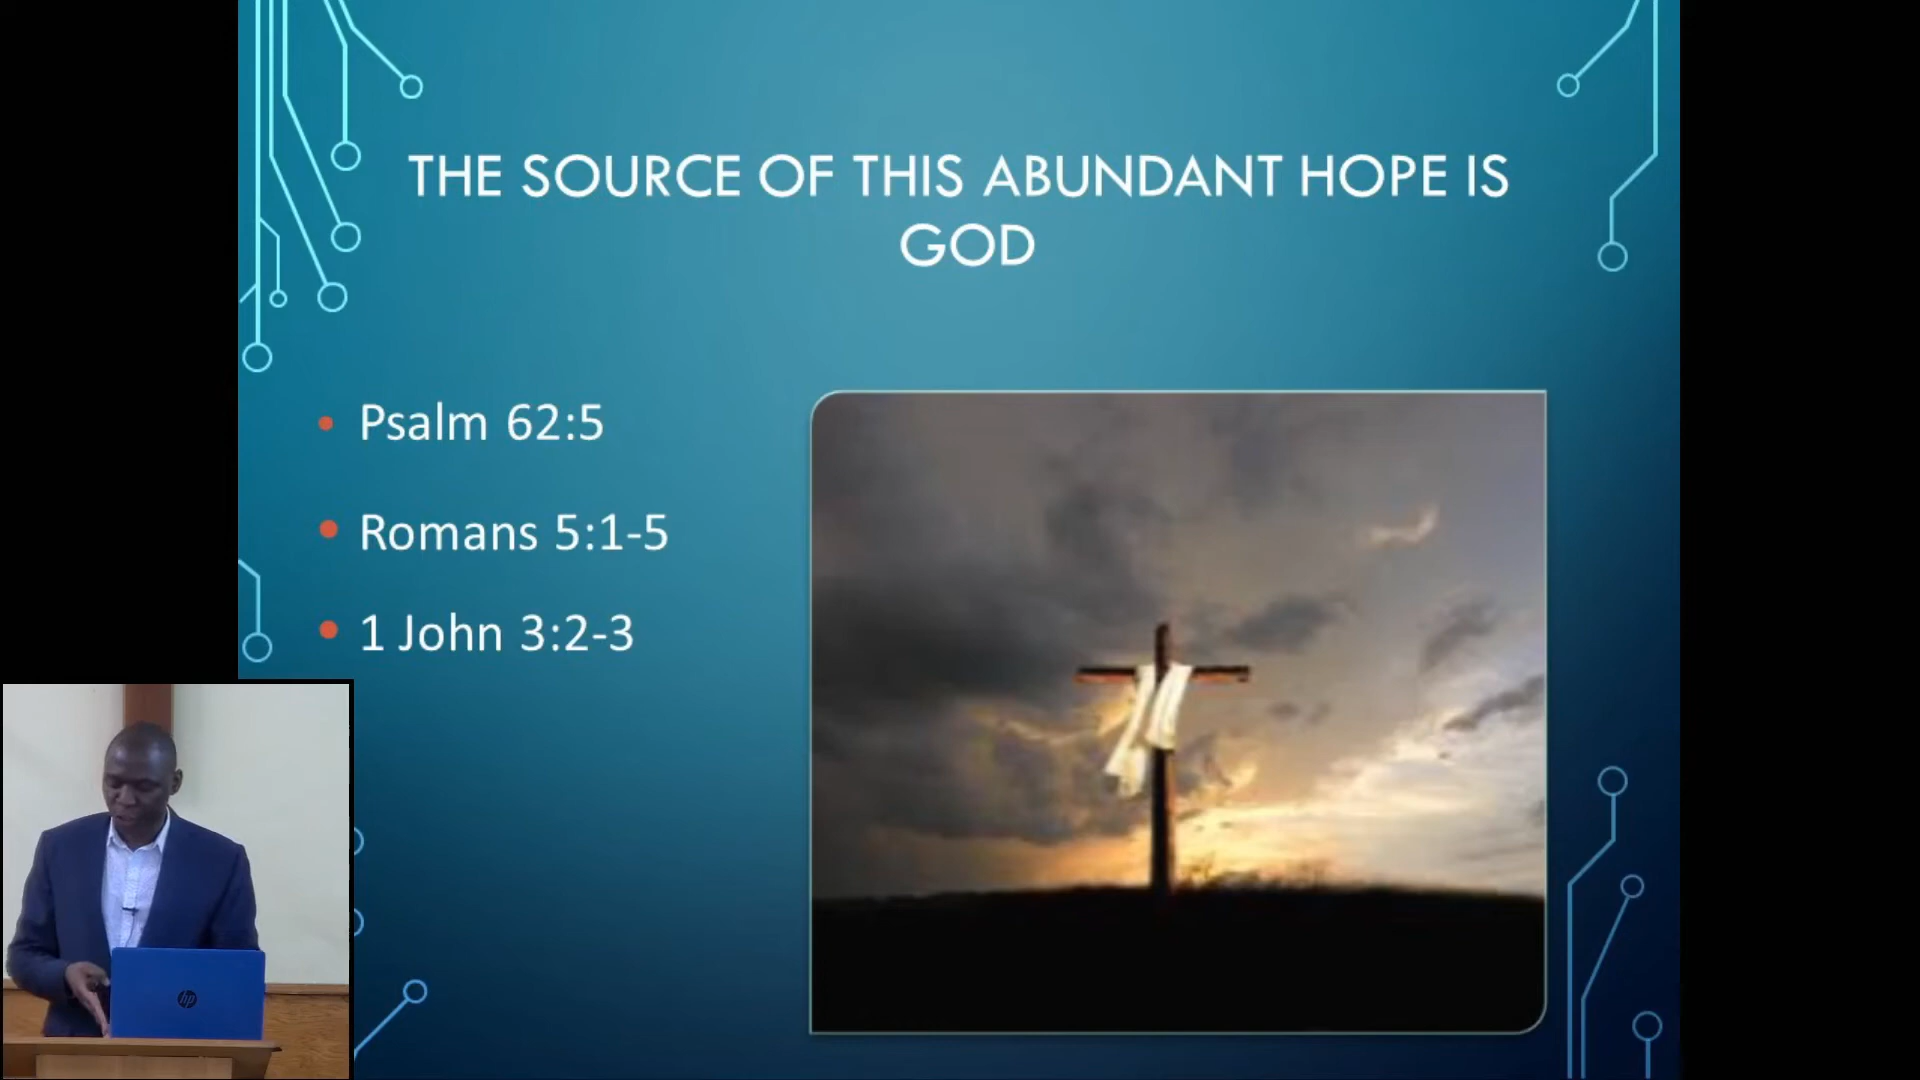 THE SOURCE OF THIS ABUNDANT HOPE IS
GOD
• Psalm 62:5
• Romans 5:1-5
• 1 John 3:2-3
hp